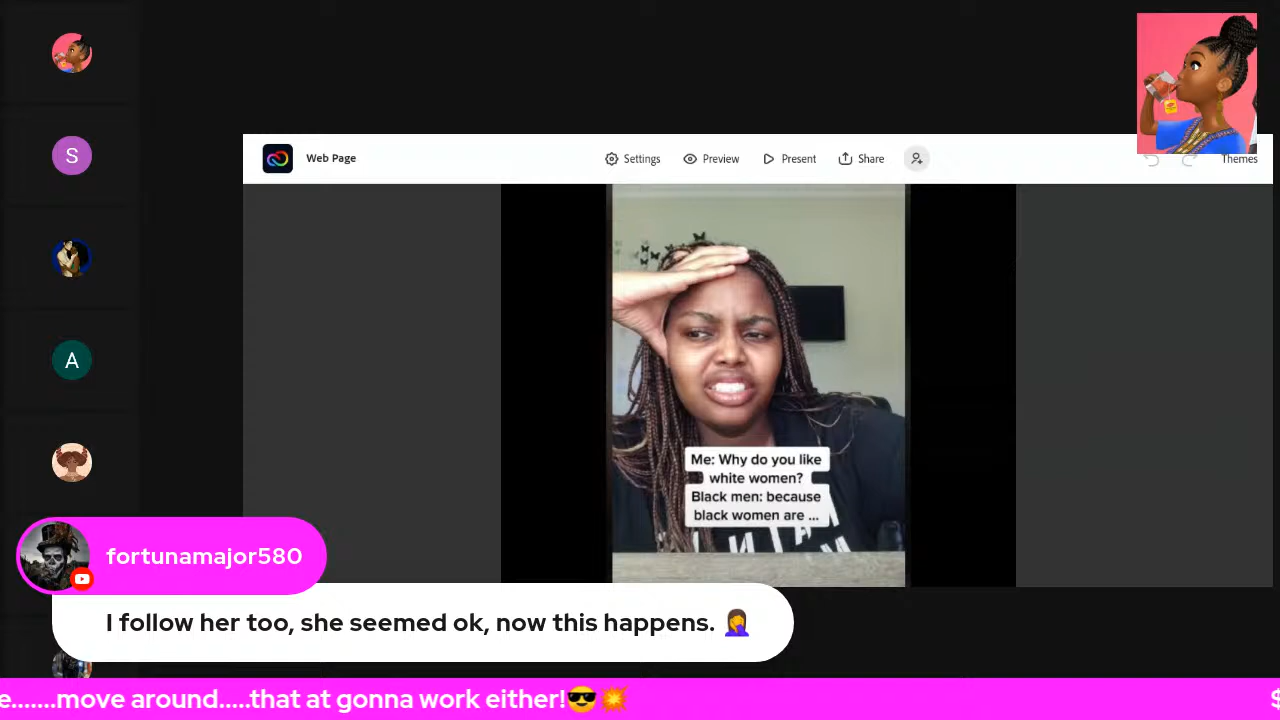 Web Page
Settings
Preview
Present
Share
Themes
S
A
Me: Why do you like
white women?
Black men: because
black women are ...
fortunamajor580
I follow her too, she seemed ok, now this happens. 🤦‍♀️
e.......move around.....that at gonna work either!😎💥
$